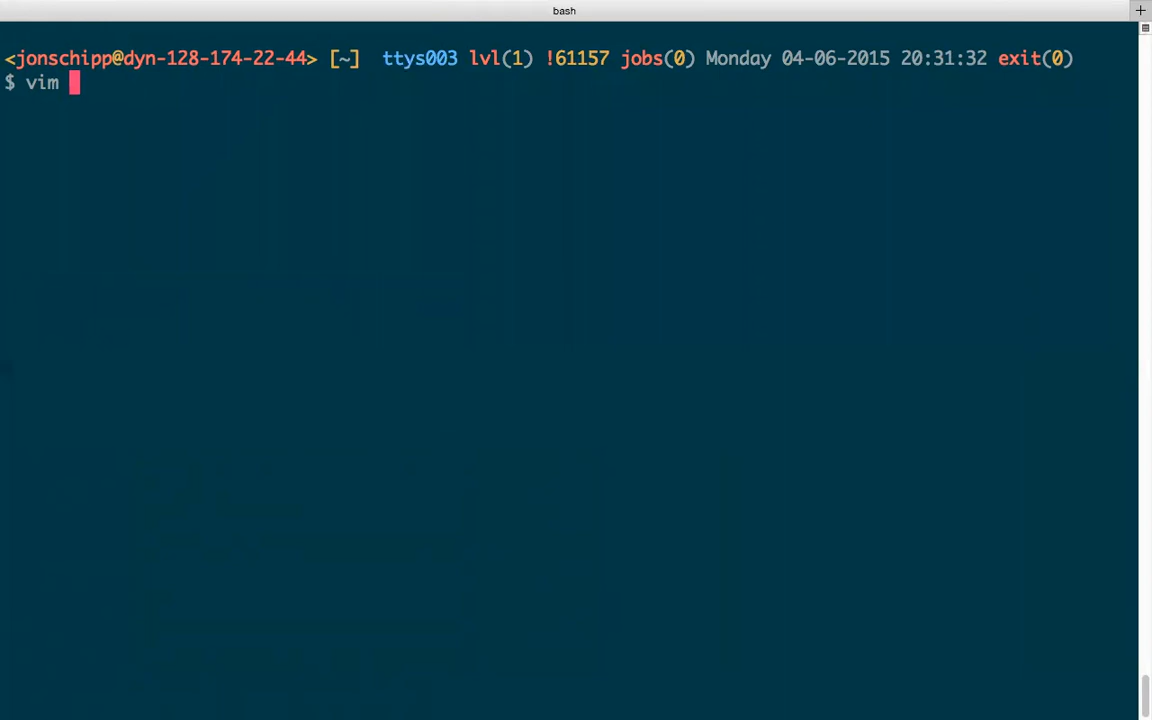 bash
<jonschipp@dyn-128-174-22-44> [~] ttys003 lvl(1) !61157 jobs(0) Monday 04-06-2015 20:31:32 exit(0)
$ vim